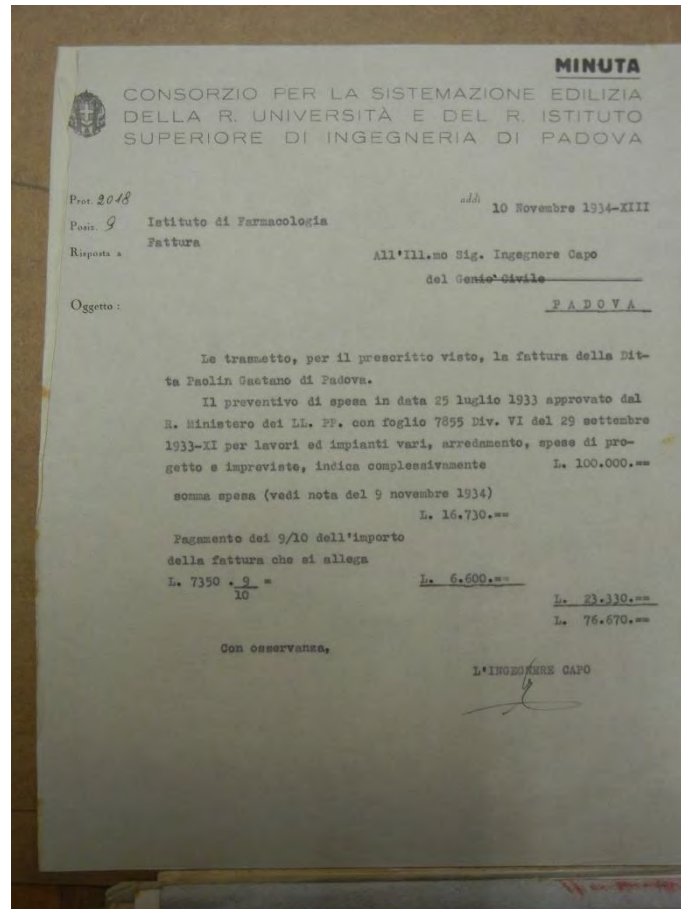 MINUTA
CONSORZIO PER LA SISTEMAZIONE EDILIZIA
DELLA R. UNIVERSITÀ E DEL R. ISTITUTO
SUPERIORE DI INGEGNERIA DI PADOVA
Prot. 2018
addì 10 Novembre 1934-XIII
Posiz. 9 Istituto di Farmacologia
Fattura
Risposta a
All'Ill.mo Sig. Ingegnere Capo
del Genio Civile
Oggetto :
PADOVA
Le trasmetto, per il prescritto visto, la fattura della Dit-
ta Paolin Gaetano di Padova.
Il preventivo di spesa in data 25 luglio 1933 approvato dal
R. Ministero dei LL. PP. con foglio 7855 Div. VI del 29 settembre
1933-XI per lavori ed impianti vari, arredamento, spese di pro-
getto e impreviste, indica complessivamente L. 100.000.==
somma spesa (vedi nota del 9 novembre 1934)
L. 16.730.==
Pagamento dei 9/10 dell'importo
della fattura che si allega
L. 7350 . 9/10 = L. 6.600.==
L. 23.330.==
L. 76.670.==
Con osservanza,
L'INGEGNERE CAPO